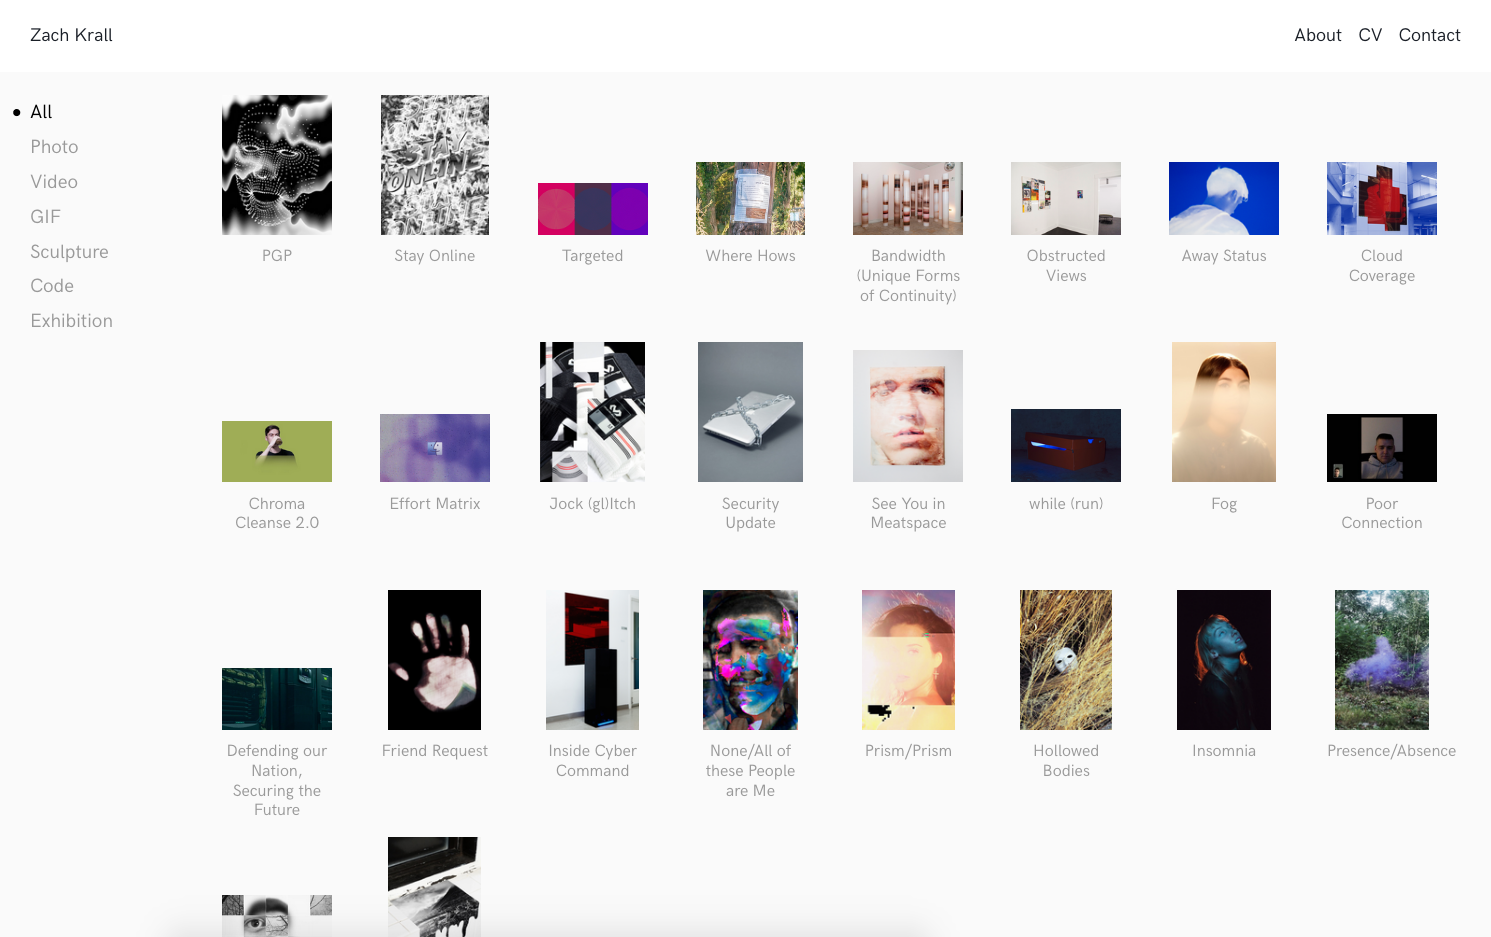 Zach Krall
About CV Contact
All
Photo
Video
GIF
Sculpture
Code
Exhibition
STAY
ONLINE
PGP
Stay Online
Targeted
Where Hows
Bandwidth
(Unique Forms
of Continuity)
Obstructed
Views
Away Status
Cloud
Coverage
Chroma
Cleanse 2.0
Effort Matrix
Jock (gl)Itch
Security
Update
See You in
Meatspace
while (run)
Fog
Poor
Connection
Defending our
Nation,
Securing the
Future
Friend Request
Inside Cyber
Command
None/All of
these People
are Me
Prism/Prism
Hollowed
Bodies
Insomnia
Presence/Absence